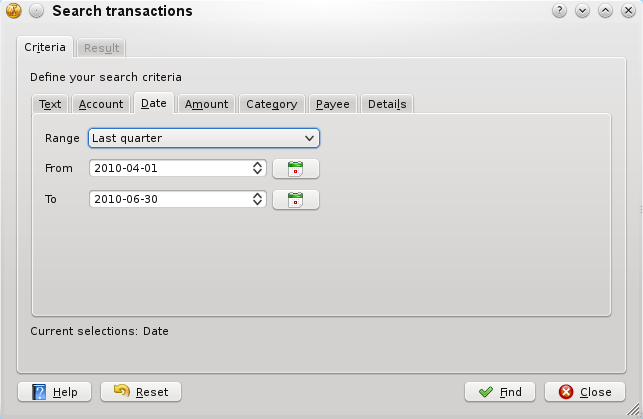 Search transactions
Criteria Result
Define your search criteria
Text Account Date Amount Category Payee Details
Range Last quarter
From 2010-04-01
To 2010-06-30
Current selections: Date
Help Reset Find Close